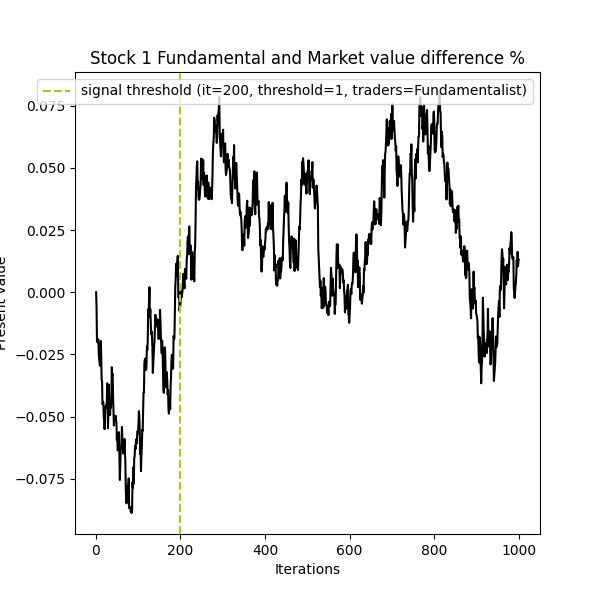 Stock 1 Fundamental and Market value difference %
signal threshold (it=200, threshold=1, traders=Fundamentalist)
0.075
0.050
0.025
0.000
−0.025
−0.050
−0.075
Present value
0 200 400 600 800 1000
Iterations